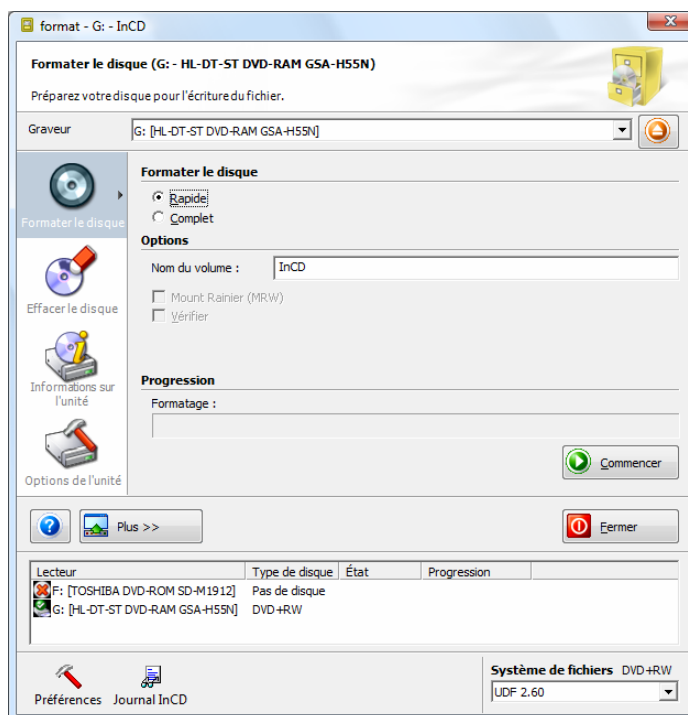 format - G: - InCD
Formater le disque (G: - HL-DT-ST DVD-RAM GSA-H55N)
Préparez votre disque pour l'écriture du fichier.
Graveur
G: [HL-DT-ST DVD-RAM GSA-H55N]
Formater le disque
Effacer le disque
Informations sur
l'unité
Options de l'unité
Formater le disque
Rapide
Complet
Options
Nom du volume :
InCD
Mount Rainier (MRW)
Vérifier
Progression
Formatage :
Commencer
Plus >>
Fermer
Lecteur Type de disque État Progression
F: [TOSHIBA DVD-ROM SD-M1912] Pas de disque
G: [HL-DT-ST DVD-RAM GSA-H55N] DVD+RW
Préférences
Journal InCD
Système de fichiers DVD+RW
UDF 2.60